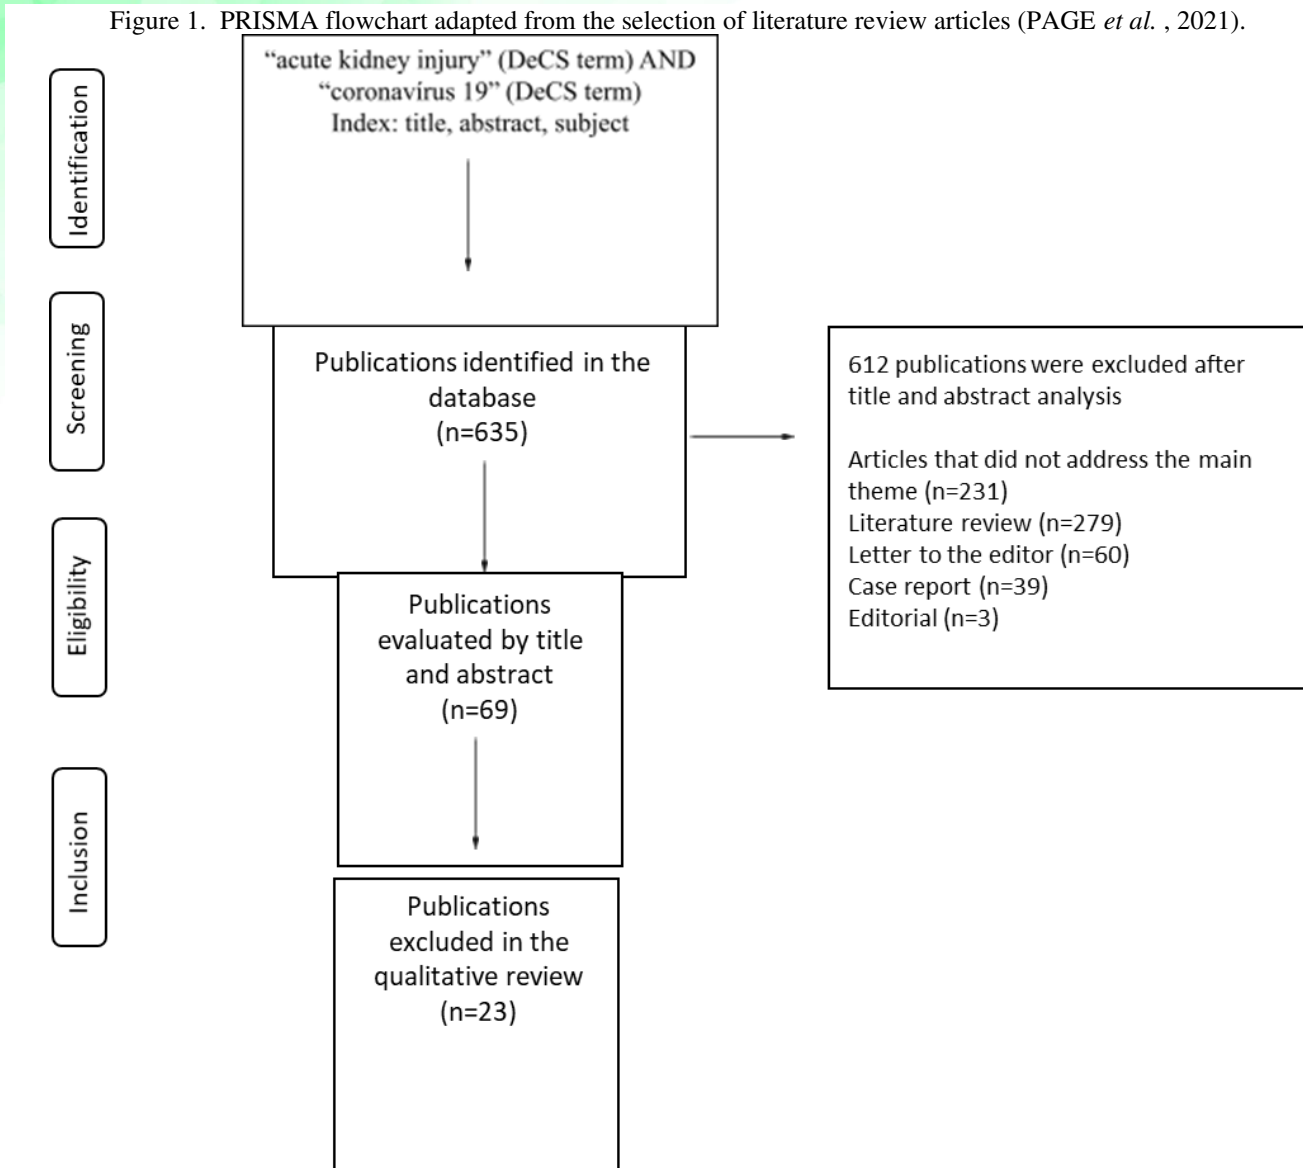 Figure 1. PRISMA flowchart adapted from the selection of literature review articles (PAGE et al. , 2021).
“acute kidney injury” (DeCS term) AND
“coronavírus 19” (DeCS term)
Index: title, abstract, subject
Identification
Screening
Publications identified in the
database
(n=635)
612 publications were excluded after
title and abstract analysis
Articles that did not address the main
theme (n=231)
Literature review (n=279)
Letter to the editor (n=60)
Case report (n=39)
Editorial (n=3)
Eligibility
Publications
evaluated by title
and abstract
(n=69)
Inclusion
Publications
excluded in the
qualitative review
(n=23)